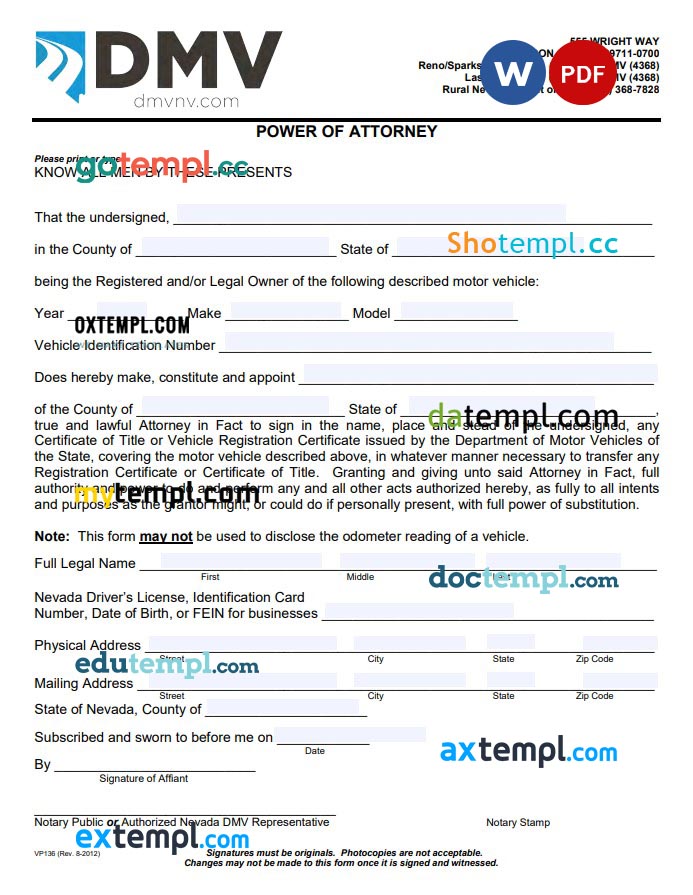 DMV
dmvnv.com
555 WRIGHT WAY
9711-0700
Reno/Sparks (4368)
(4368)
Rural 368-7828
W
PDF
POWER OF ATTORNEY
Please print or type
gotempl.cc
KNOW ALL MEN BY THESE PRESENTS
That the undersigned,
in the County of State of
Shotempl.cc
being the Registered and/or Legal Owner of the following described motor vehicle:
Year Make Model
OXTEMPL.COM
Vehicle Identification Number
Does hereby make, constitute and appoint
of the County of State of ,
datempl.com
true and lawful Attorney in Fact to sign in the name, place and stead of the undersigned, any
Certificate of Title or Vehicle Registration Certificate issued by the Department of Motor Vehicles of
the State, covering the motor vehicle described above, in whatever manner necessary to transfer any
Registration Certificate or Certificate of Title. Granting and giving unto said Attorney in Fact, full
authority and power to do and perform any and all other acts authorized hereby, as fully to all intents
mytempl.com
and purposes as the grantor might, or could do if personally present, with full power of substitution.
Note: This form may not be used to disclose the odometer reading of a vehicle.
Full Legal Name
First Middle Last
doctempl.com
Nevada Driver's License, Identification Card
Number, Date of Birth, or FEIN for businesses
Physical Address
Street City State Zip Code
edutempl.com
Mailing Address
Street City State Zip Code
State of Nevada, County of
Subscribed and sworn to before me on
Date
axtempl.com
By
Signature of Affiant
Notary Public or Authorized Nevada DMV Representative Notary Stamp
extempl.com
VP136 (Rev. 8-2012)
Signatures must be originals. Photocopies are not acceptable.
Changes may not be made to this form once it is signed and witnessed.